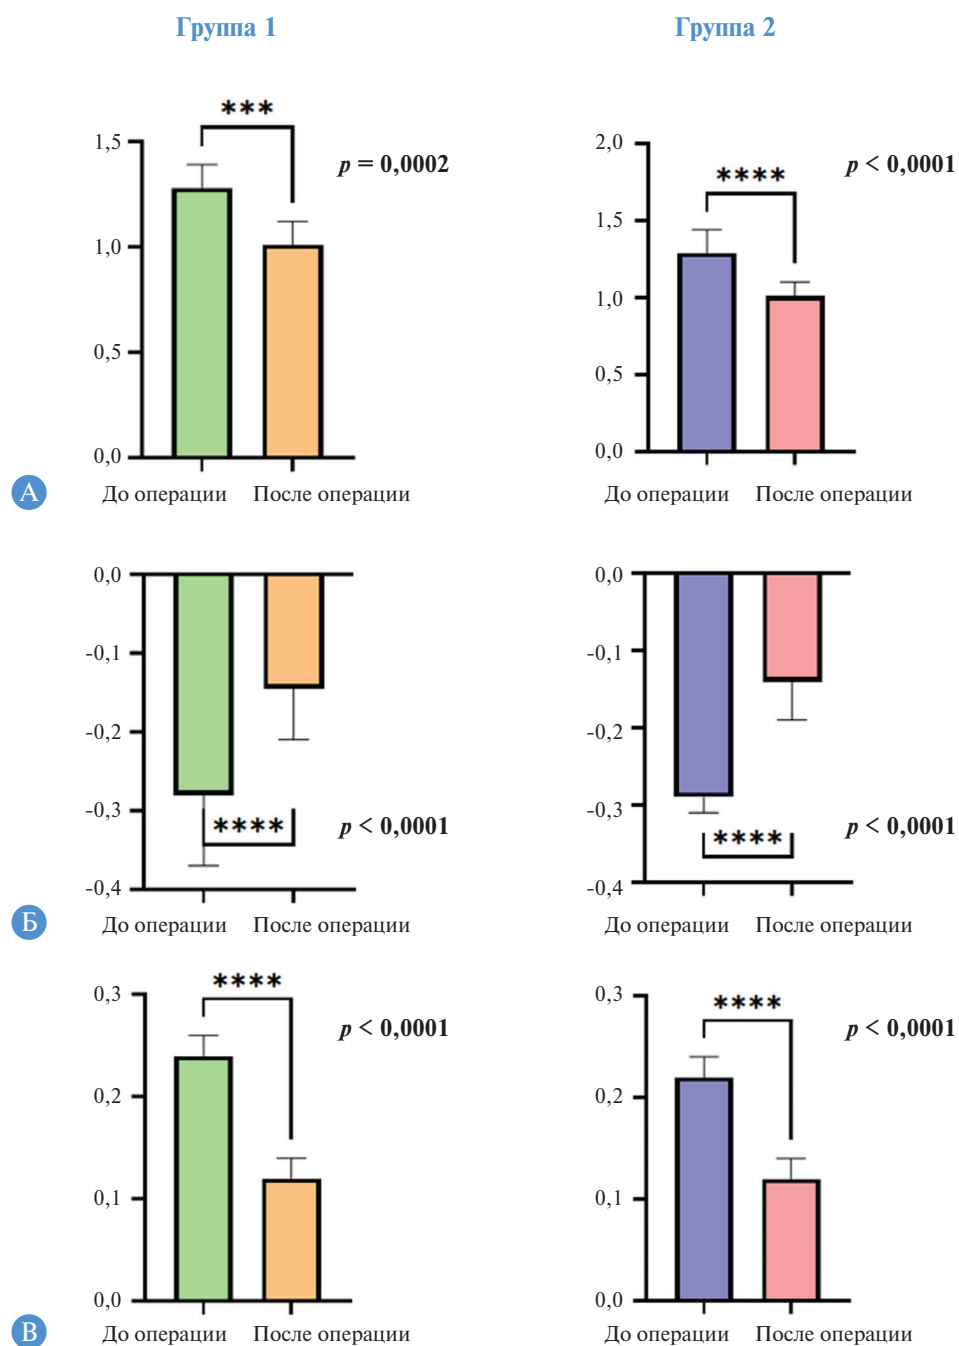 Группа 1
Группа 2
***
****
p = 0,0002
p < 0,0001
1,5
1,0
0,5
0,0
2,0
1,5
1,0
0,5
0,0
А
До операции
После операции
До операции
После операции
0,0
-0,1
-0,2
-0,3
-0,4
****
p < 0,0001
0,0
-0,1
-0,2
-0,3
-0,4
****
p < 0,0001
Б
До операции
После операции
До операции
После операции
0,3
0,2
0,1
0,0
****
p < 0,0001
0,3
0,2
0,1
0,0
****
p < 0,0001
В
До операции
После операции
До операции
После операции